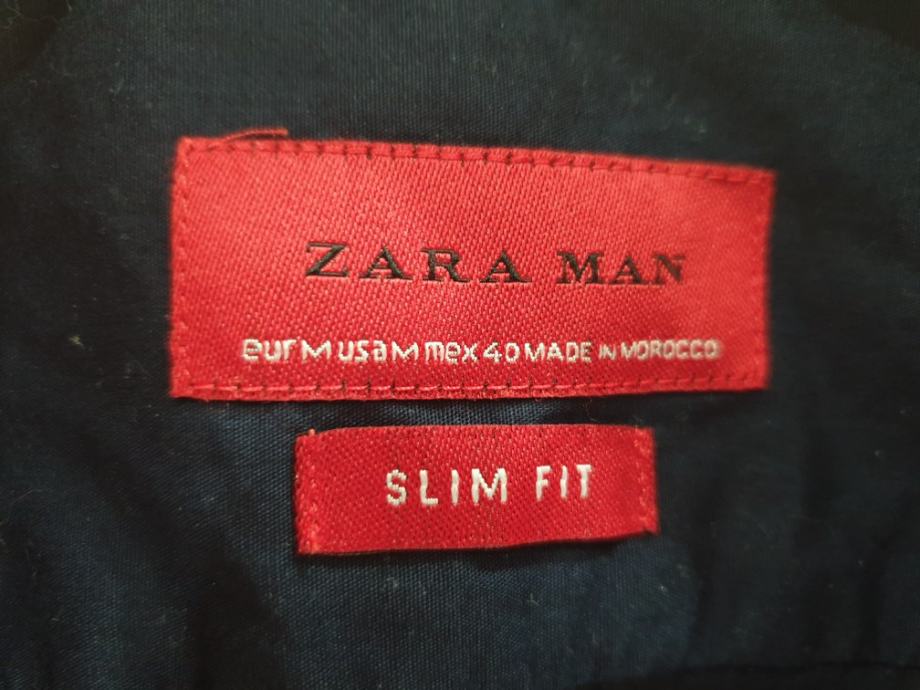 ZARA MAN
eur M usa M mex 40 MADE IN MOROCCO
SLIM FIT